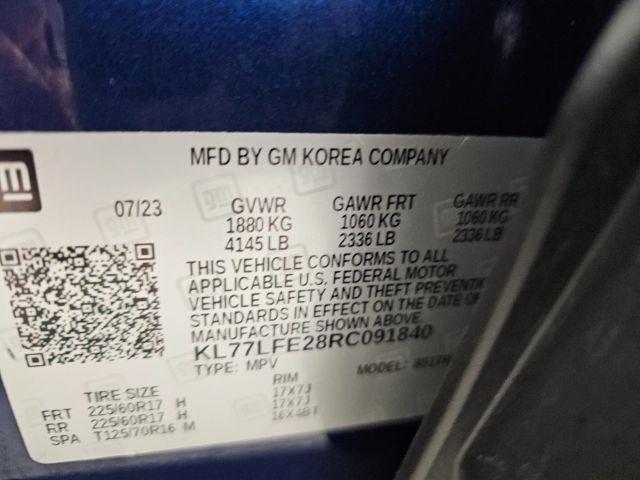 gm
MFD BY GM KOREA COMPANY
07/23
GVWR GAWR FRT GAWR RR
1880 KG 1060 KG 1060 KG
4145 LB 2336 LB 2336 LB
THIS VEHICLE CONFORMS TO ALL
APPLICABLE U.S. FEDERAL MOTOR
VEHICLE SAFETY AND THEFT
STANDARDS IN EFFECT ON THE DATE OF
MANUFACTURE SHOWN ABOVE.
KL77LFE28RC091840
TYPE: MPV MODEL:
TIRE SIZE RIM
FRT 225/60R17 H 17X7J
RR 225/60R17 H 17X7J
SPA T125/70R16 M 16X4BT